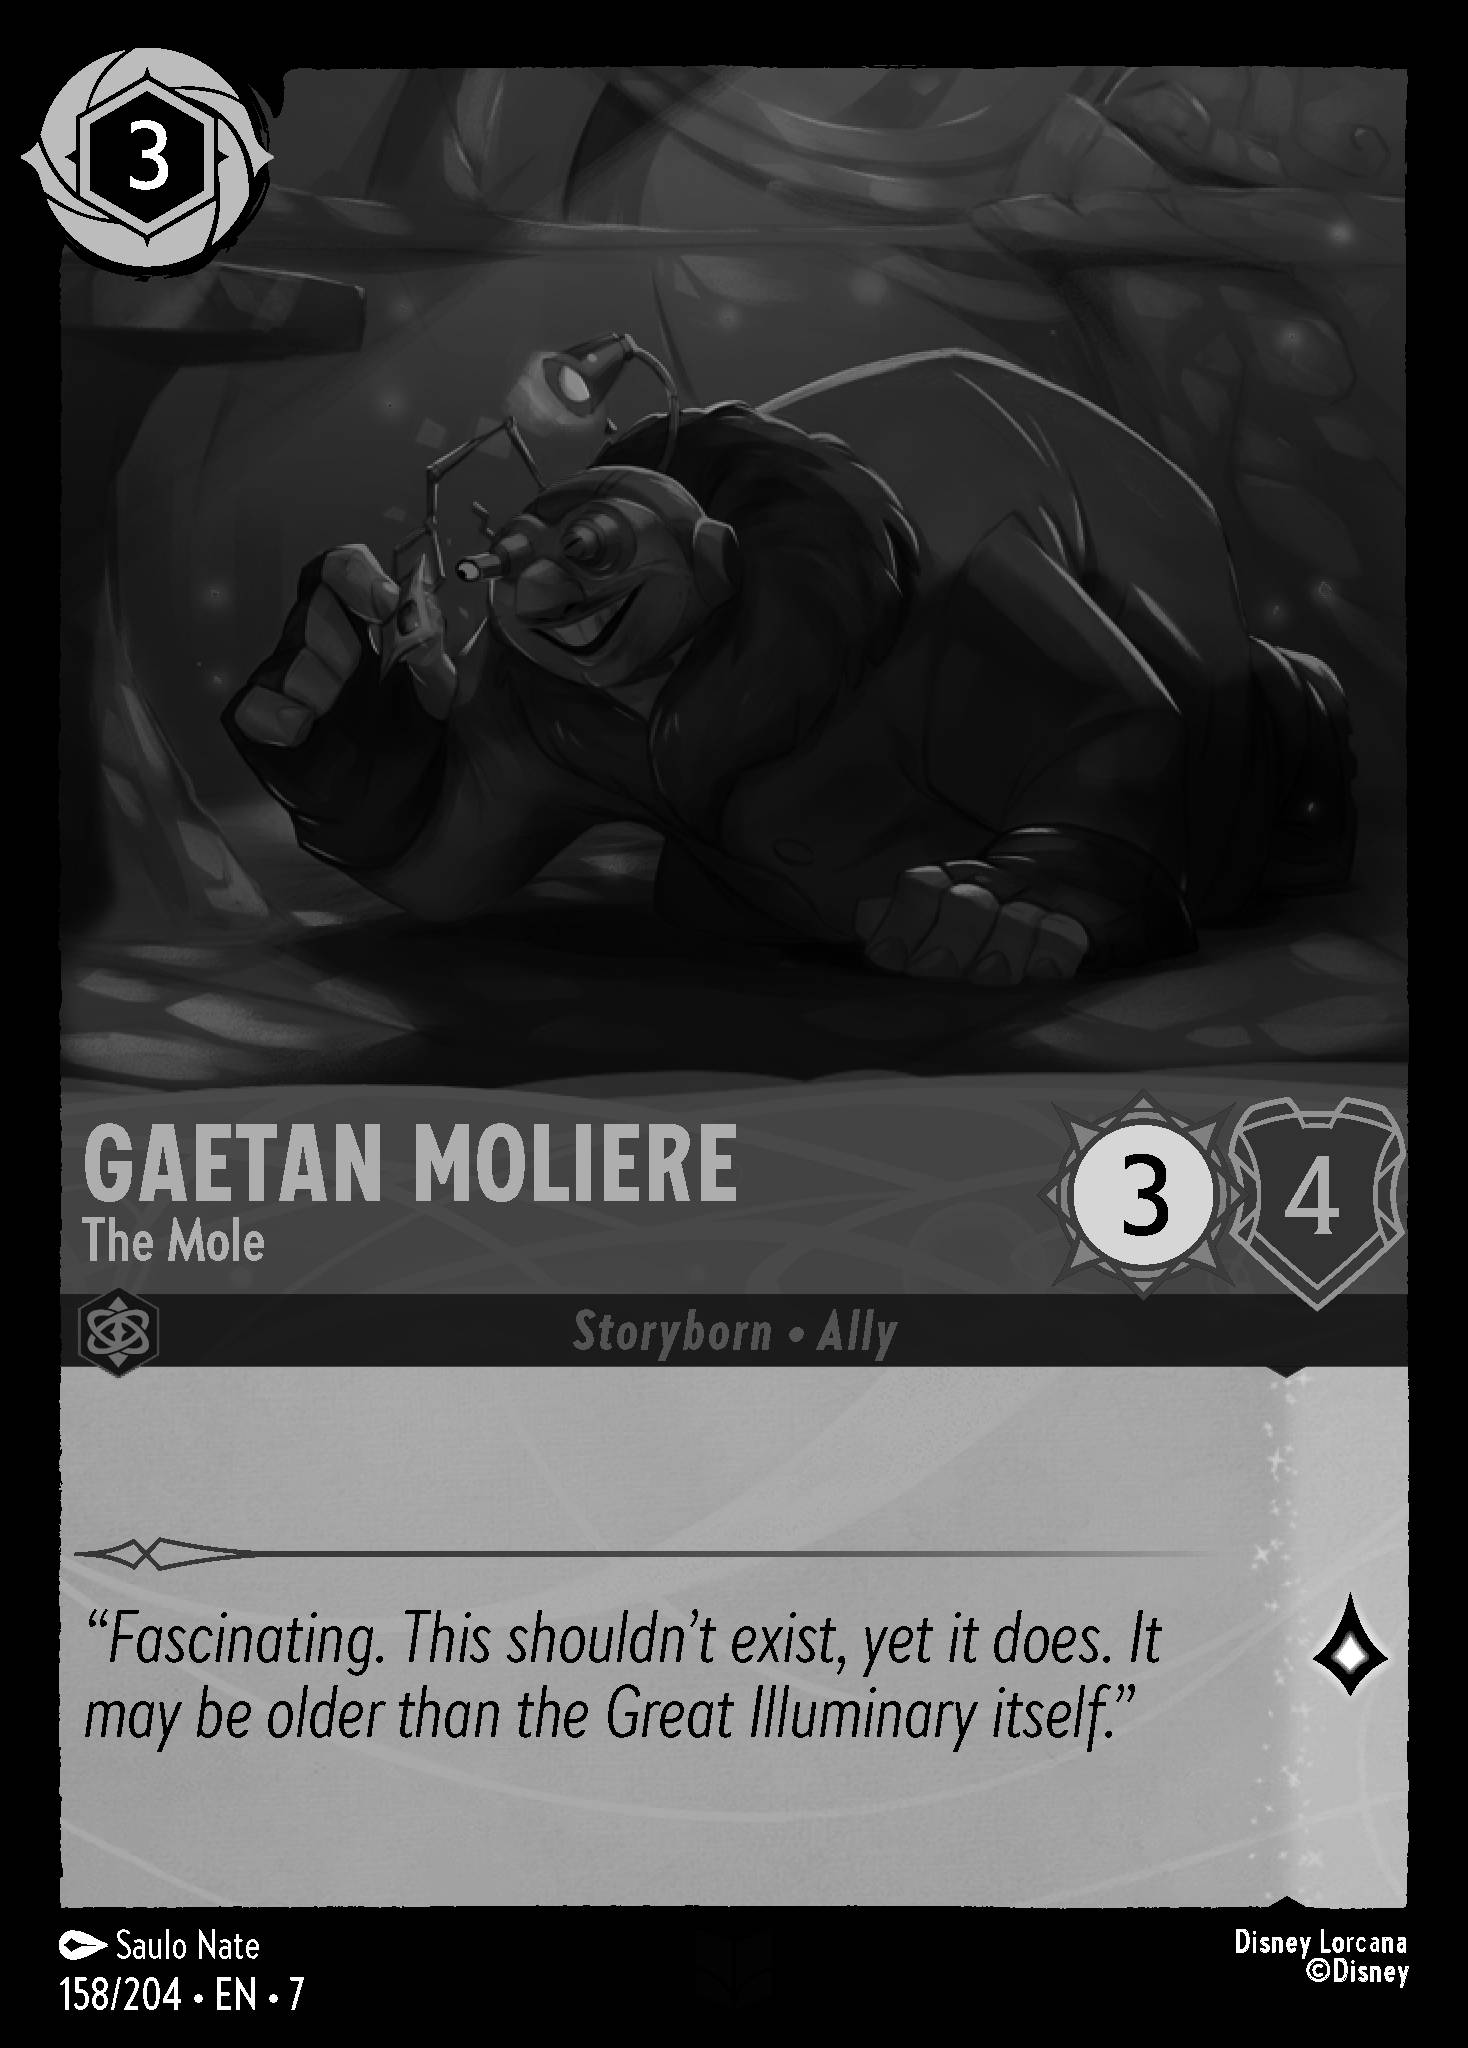 3
GAETAN MOLIERE
The Mole
3
4
Storyborn • Ally
“Fascinating. This shouldn’t exist, yet it does. It
may be older than the Great Illuminary itself.”
Saulo Nate
158/204 • EN • 7
Disney Lorcana
©Disney